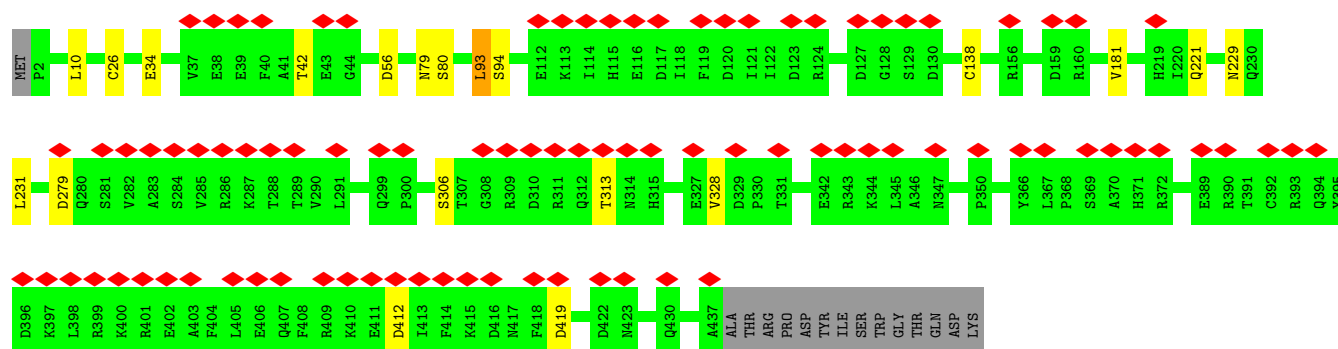 MET P2 L10 C26 E34 V37 E38 E39 F40 A41 T42 E43 G44 D56 N79 S80 L93 S94 E112 K113 I114 H115 E116 D117 I118 F119 D120 I121 I122 D123 R124 D127 G128 S129 D130 C138 R156 D159 R160 V181 H219 I220 Q221 N229 Q230
L231 D279 Q280 S281 V282 A283 S284 V285 R286 K287 T288 T289 V290 L291 Q299 P300 S306 T307 G308 R309 D310 R311 Q312 T313 N314 H315 E327 V328 D329 P330 T331 E342 R343 K344 L345 A346 N347 P350 Y366 L367 P368 S369 A370 H371 R372 E389 R390 T391 C392 R393 Q394 Y395
D396 K397 L398 R399 K400 R401 E402 A403 F404 L405 E406 Q407 F408 R409 K410 E411 D412 I413 F414 K415 D416 N417 F418 D419 D422 N423 Q430 A437 ALA THR ARG PRO ASP TYR ILE SER TRP GLY THR GLN ASP LYS